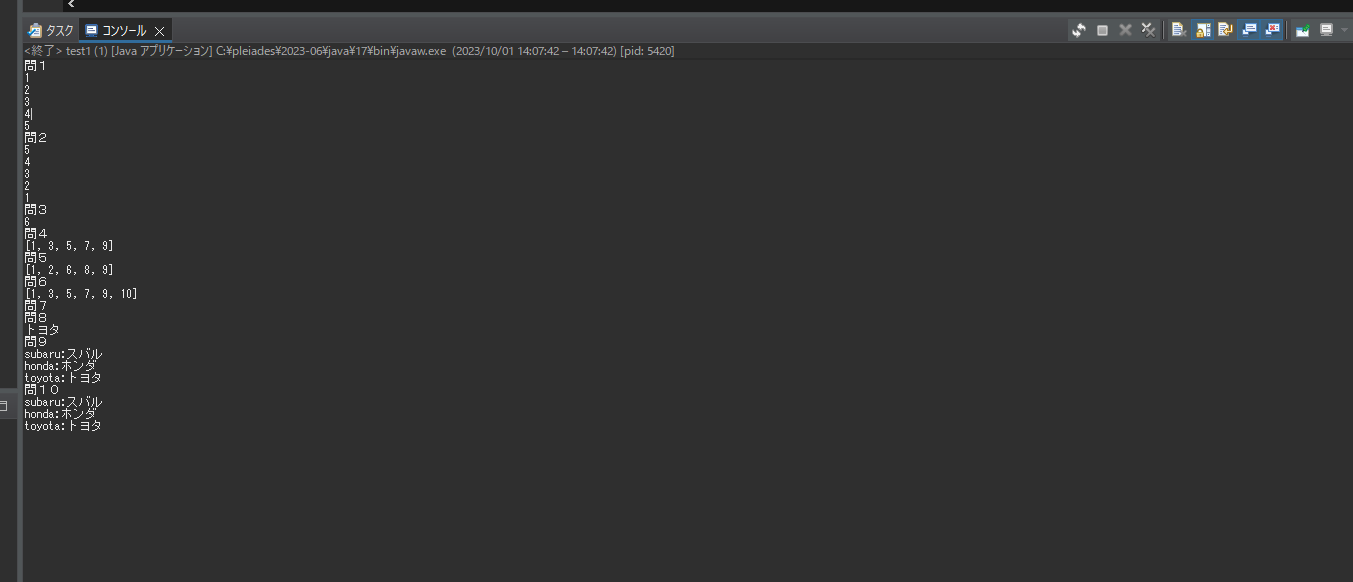 タスク コンソール
<終了> test1 (1) [Java アプリケーション] C:¥pleiades¥2023-06¥java¥17¥bin¥javaw.exe (2023/10/01 14:07:42 – 14:07:42) [pid: 5420]
問１
1
2
3
4
5
問２
5
4
3
2
1
問３
6
問４
[1, 3, 5, 7, 9]
問５
[1, 2, 6, 8, 9]
問６
[1, 3, 5, 7, 9, 10]
問７
問８
トヨタ
問９
subaru:スバル
honda:ホンダ
toyota:トヨタ
問１０
subaru:スバル
honda:ホンダ
toyota:トヨタ